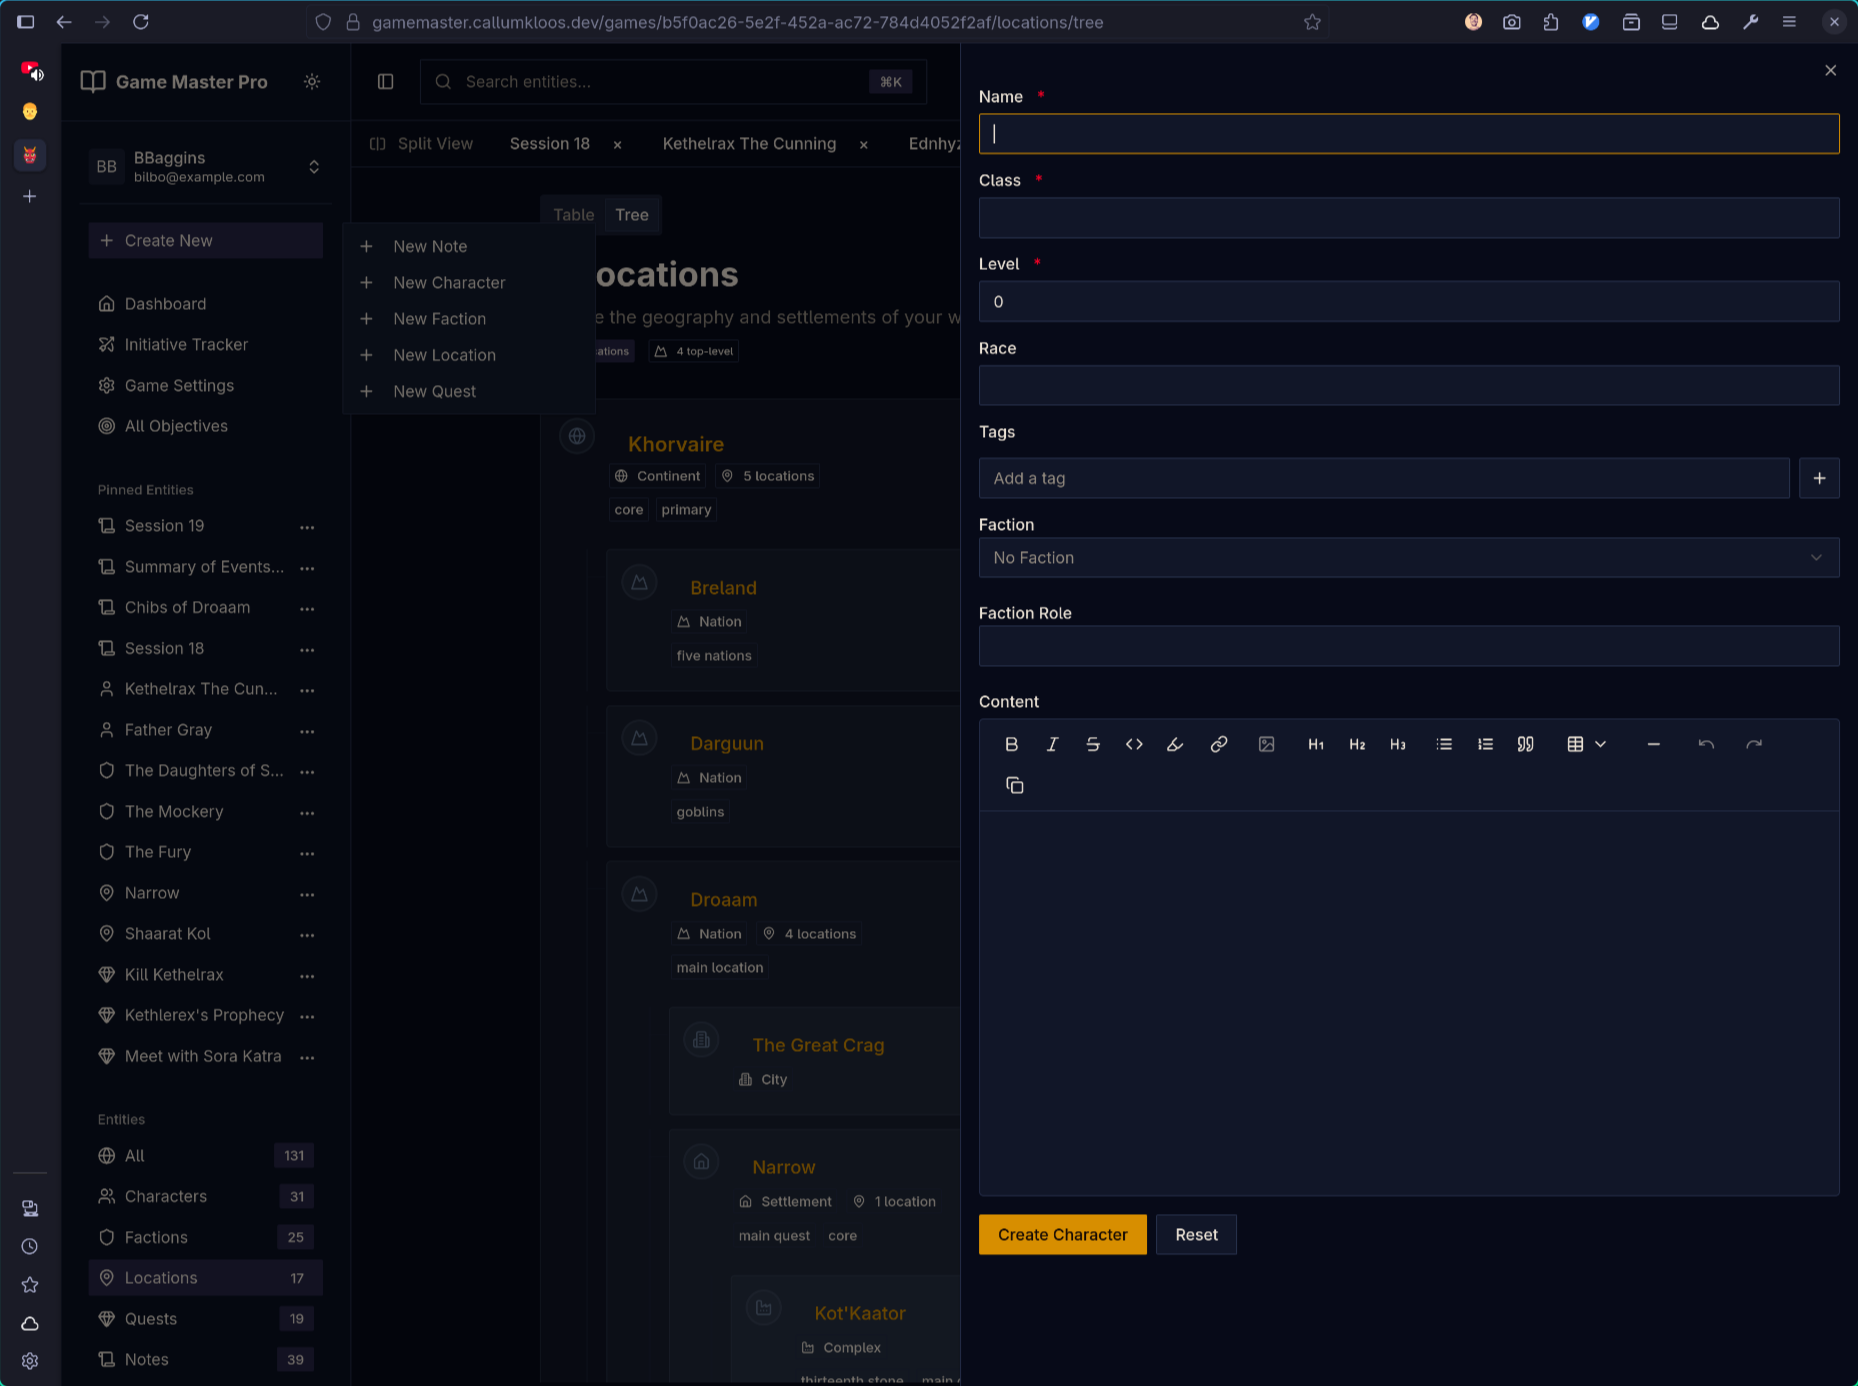 gamemaster.callumkloos.dev/games/b5f0ac26-5e2f-452a-ac72-784d4052f2af/locations/tree
Game Master Pro
BB
BBaggins
bilbo@example.com
Create New
Dashboard
Initiative Tracker
Game Settings
All Objectives
Pinned Entities
Session 19
Summary of Events...
Chibs of Droaam
Session 18
Kethelrax The Cun...
Father Gray
The Daughters of S...
The Mockery
The Fury
Narrow
Shaarat Kol
Kill Kethelrax
Kethlerex's Prophecy
Meet with Sora Katra
Entities
All 131
Characters 31
Factions 25
Locations 17
Quests 19
Notes 39
New Note
New Character
New Faction
New Location
New Quest
Search entities... ⌘K
Split View Session 18 × Kethelrax The Cunning × Ednhyz
Table Tree
ocations
e the geography and settlements of your w
ations 4 top-level
Khorvaire
Continent 5 locations
core primary
Breland
Nation
five nations
Darguun
Nation
goblins
Droaam
Nation 4 locations
main location
The Great Crag
City
Narrow
Settlement 1 location
main quest core
Kot'Kaator
Complex
thirteenth stone main
Name *
Class *
Level *
0
Race
Tags
Add a tag
Faction
No Faction
Faction Role
Content
B I S H1 H2 H3
Create Character Reset